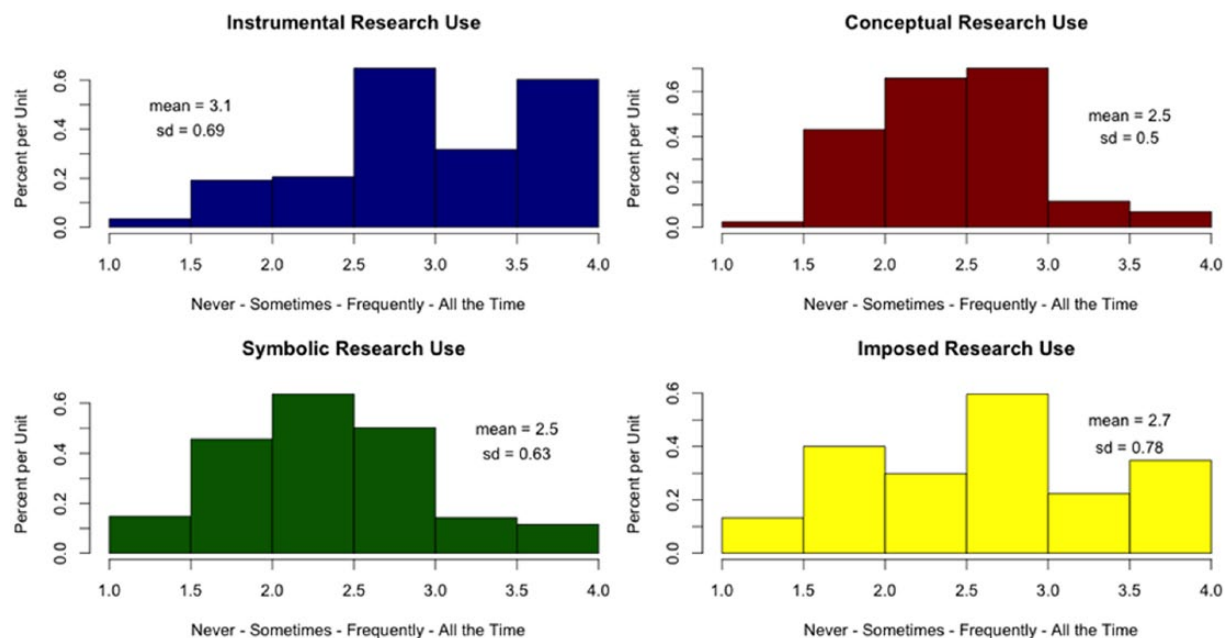 Instrumental Research Use
Percent per Unit
0.0 0.2 0.4 0.6
mean = 3.1
sd = 0.69
1.0 1.5 2.0 2.5 3.0 3.5 4.0
Never - Sometimes - Frequently - All the Time
Conceptual Research Use
Percent per Unit
0.0 0.2 0.4 0.6
mean = 2.5
sd = 0.5
1.0 1.5 2.0 2.5 3.0 3.5 4.0
Never - Sometimes - Frequently - All the Time
Symbolic Research Use
Percent per Unit
0.0 0.2 0.4 0.6
mean = 2.5
sd = 0.63
1.0 1.5 2.0 2.5 3.0 3.5 4.0
Never - Sometimes - Frequently - All the Time
Imposed Research Use
Percent per Unit
0.0 0.2 0.4 0.6
mean = 2.7
sd = 0.78
1.0 1.5 2.0 2.5 3.0 3.5 4.0
Never - Sometimes - Frequently - All the Time